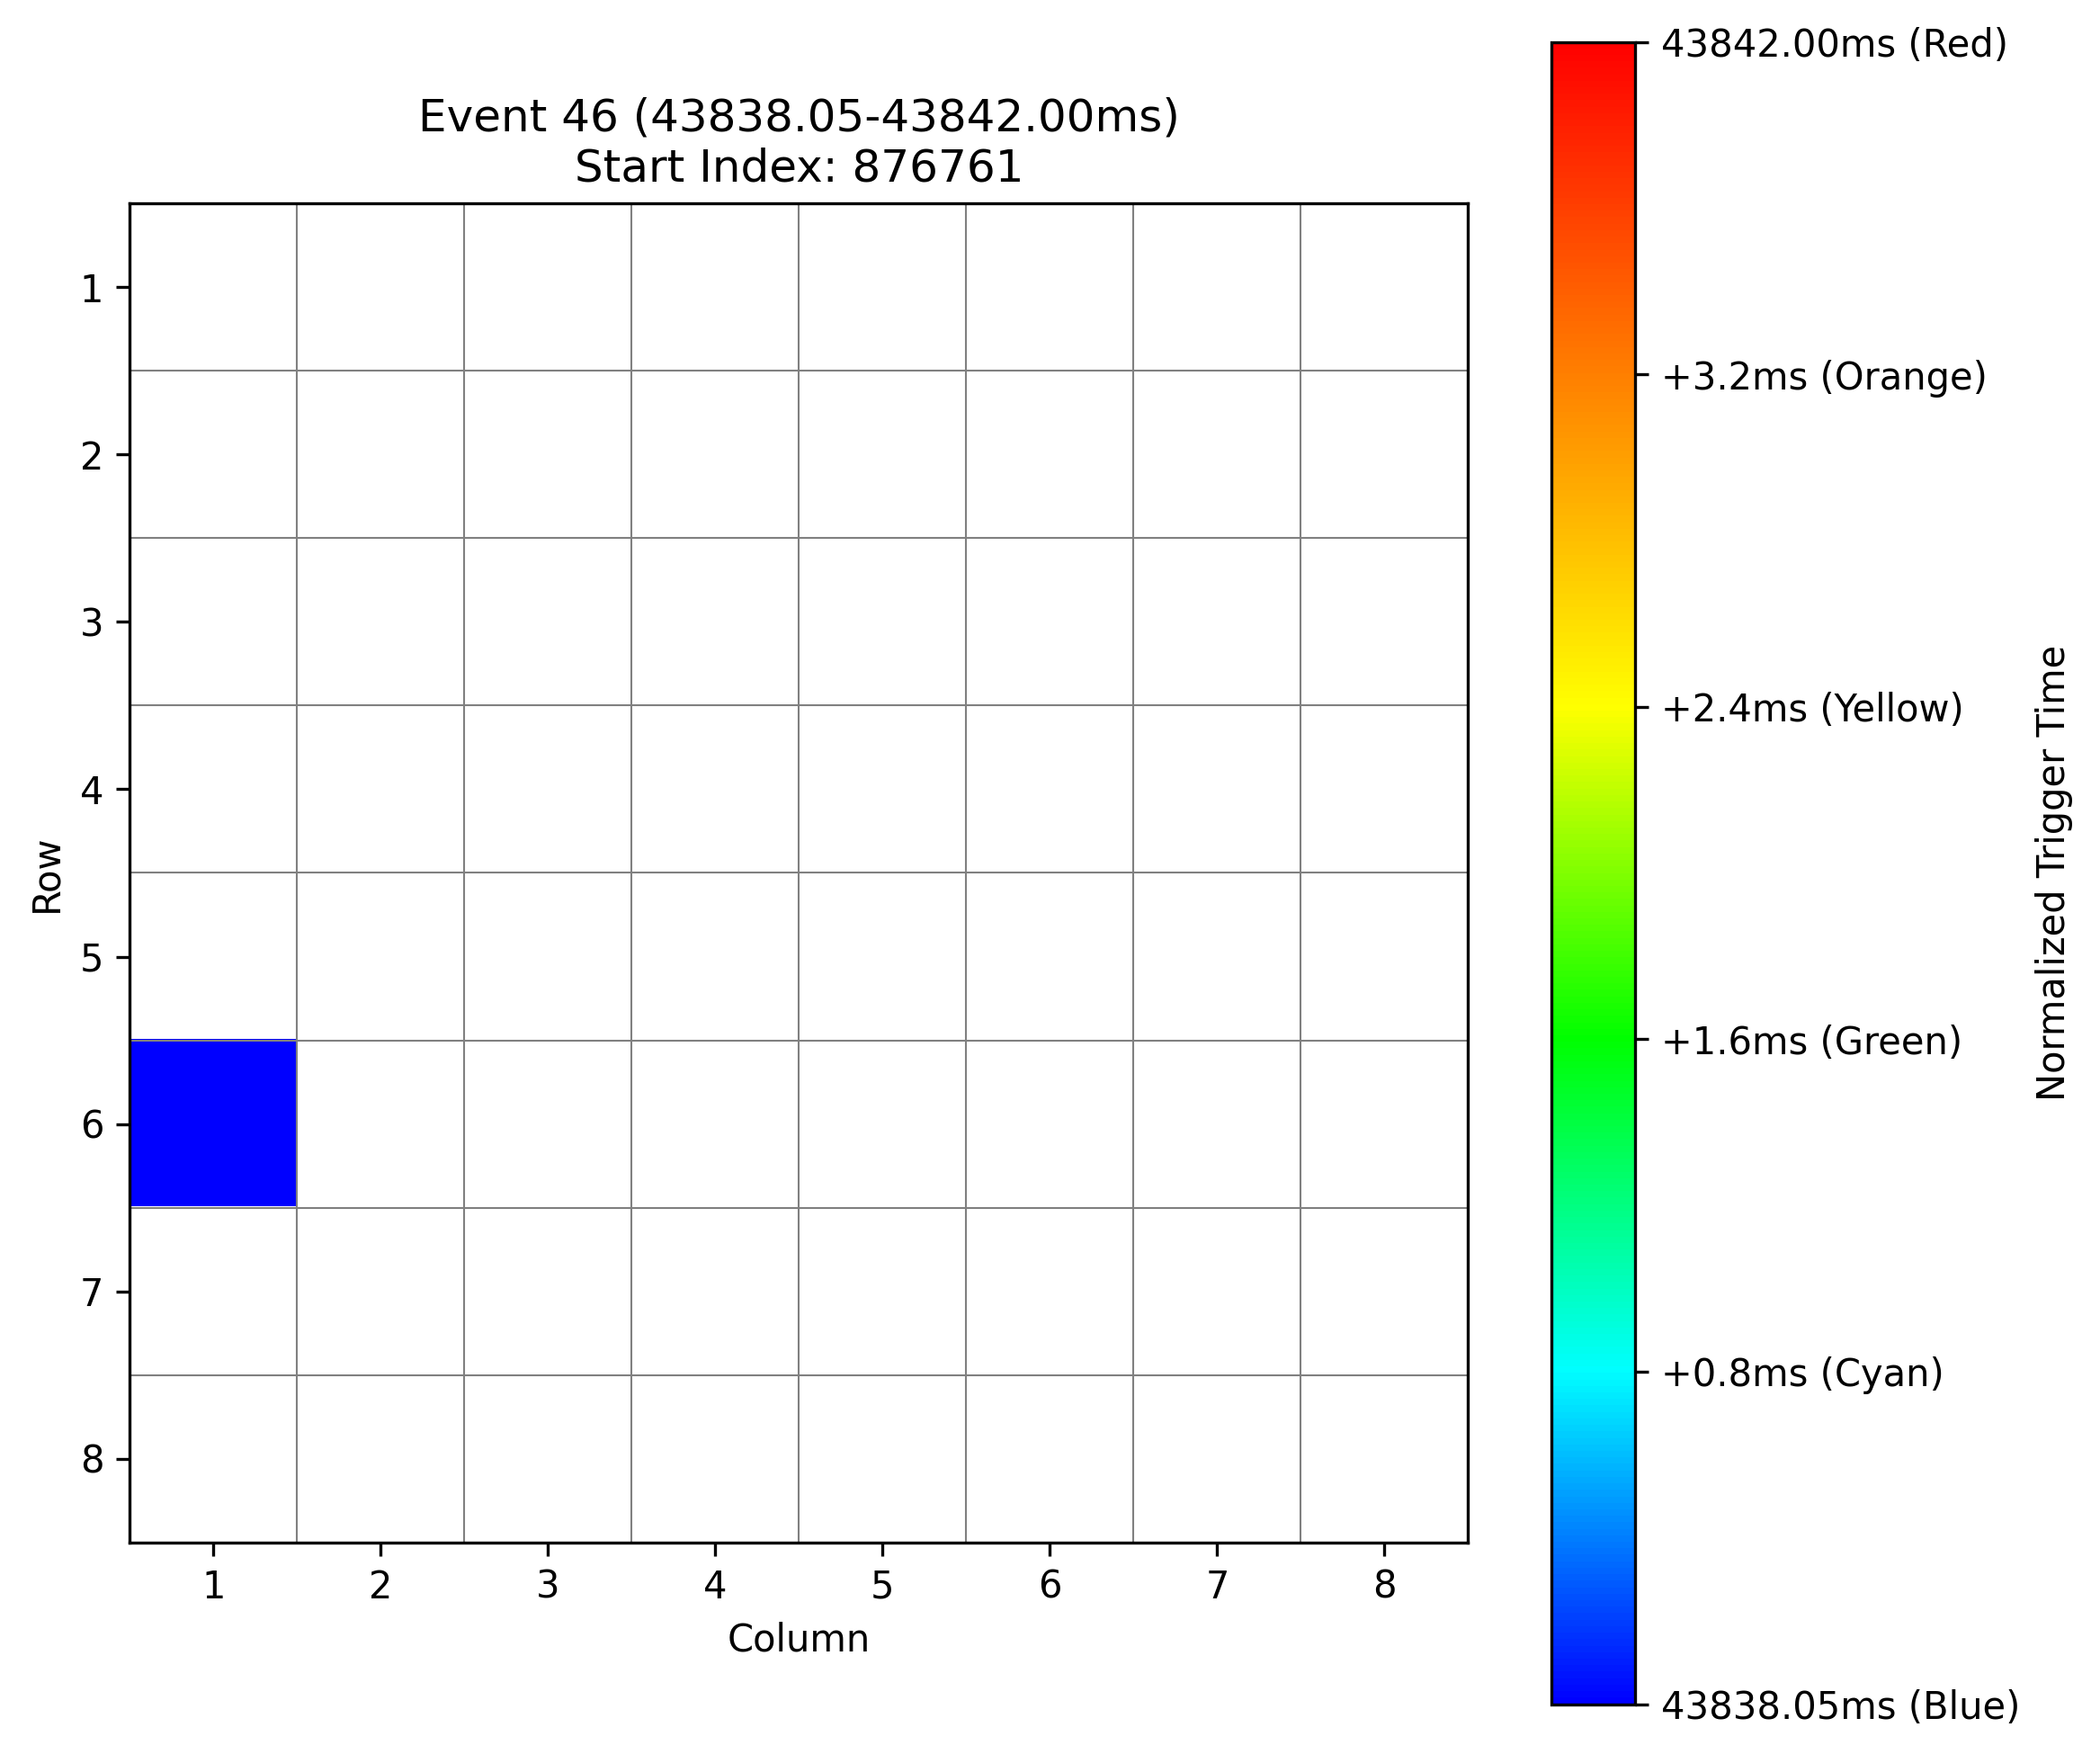 Event 46 (43838.05-43842.00ms)
Start Index: 876761
Row
1
2
3
4
5
6
7
8
1 2 3 4 5 6 7 8
Column
43842.00ms (Red)
+3.2ms (Orange)
+2.4ms (Yellow)
+1.6ms (Green)
+0.8ms (Cyan)
43838.05ms (Blue)
Normalized Trigger Time